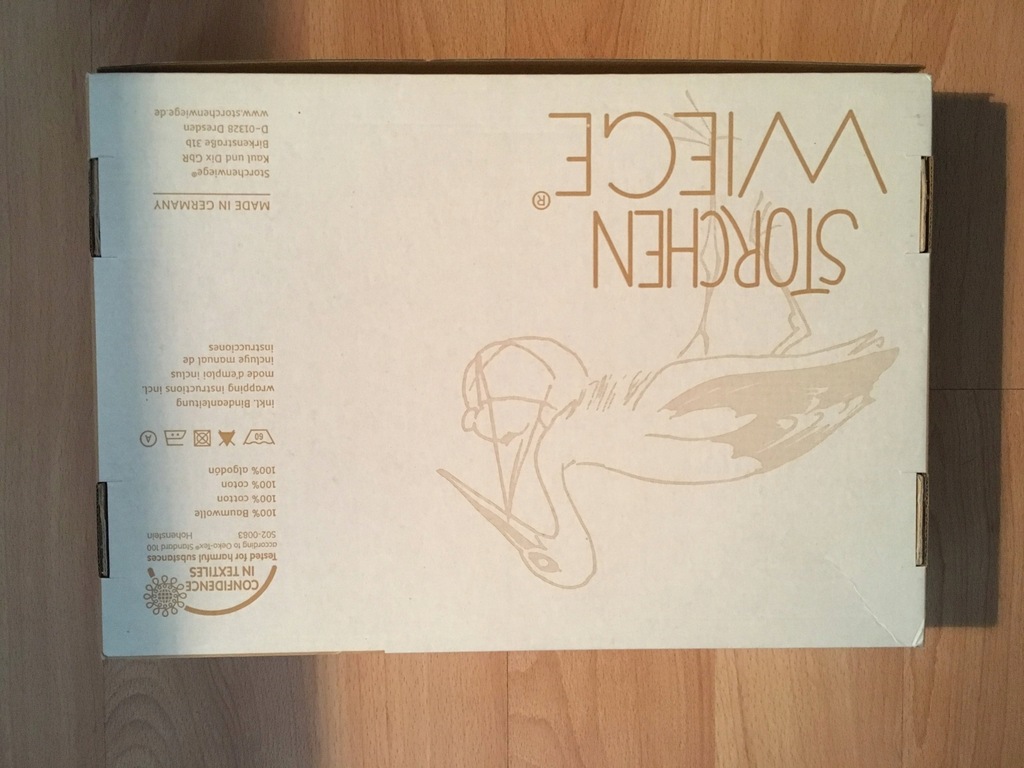 STORCHEN
WIEGE®
CONFIDENCE
IN TEXTILES
Tested for harmful substances
according to Oeko-Tex® Standard 100
S02-0083 Hohenstein
100% Baumwolle
100% cotton
100% coton
100% algodón
60 A
inkl. Bindeanleitung
wrapping instructions incl.
mode d'emploi inclus
incluye manual de
instrucciones
MADE IN GERMANY
Storchenwiege®
Kaul und Dix GbR
Birkenstraße 31b
D-01328 Dresden
www.storchenwiege.de